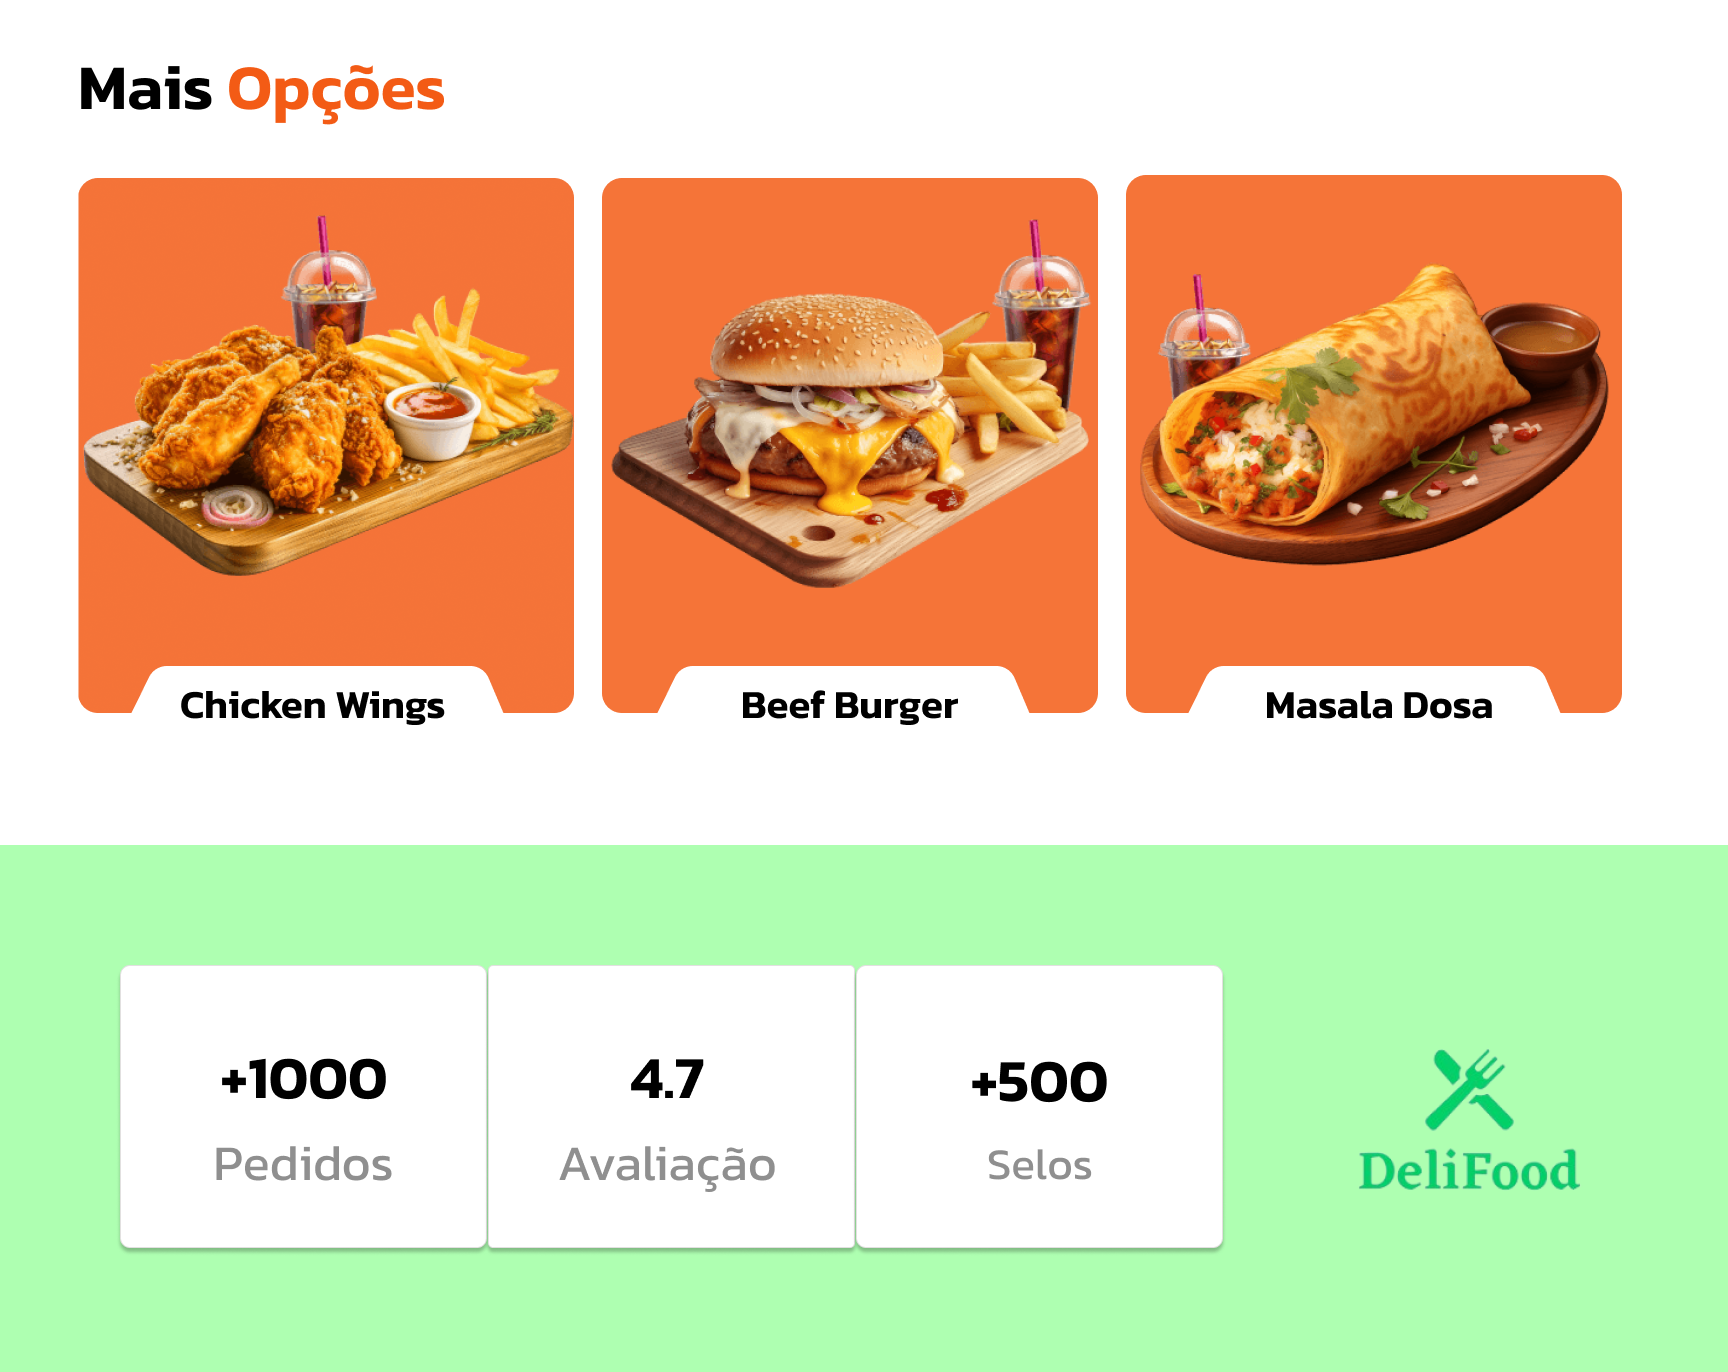 Mais Opções
Chicken Wings
Beef Burger
Masala Dosa
+1000
Pedidos
4.7
Avaliação
+500
Selos
DeliFood